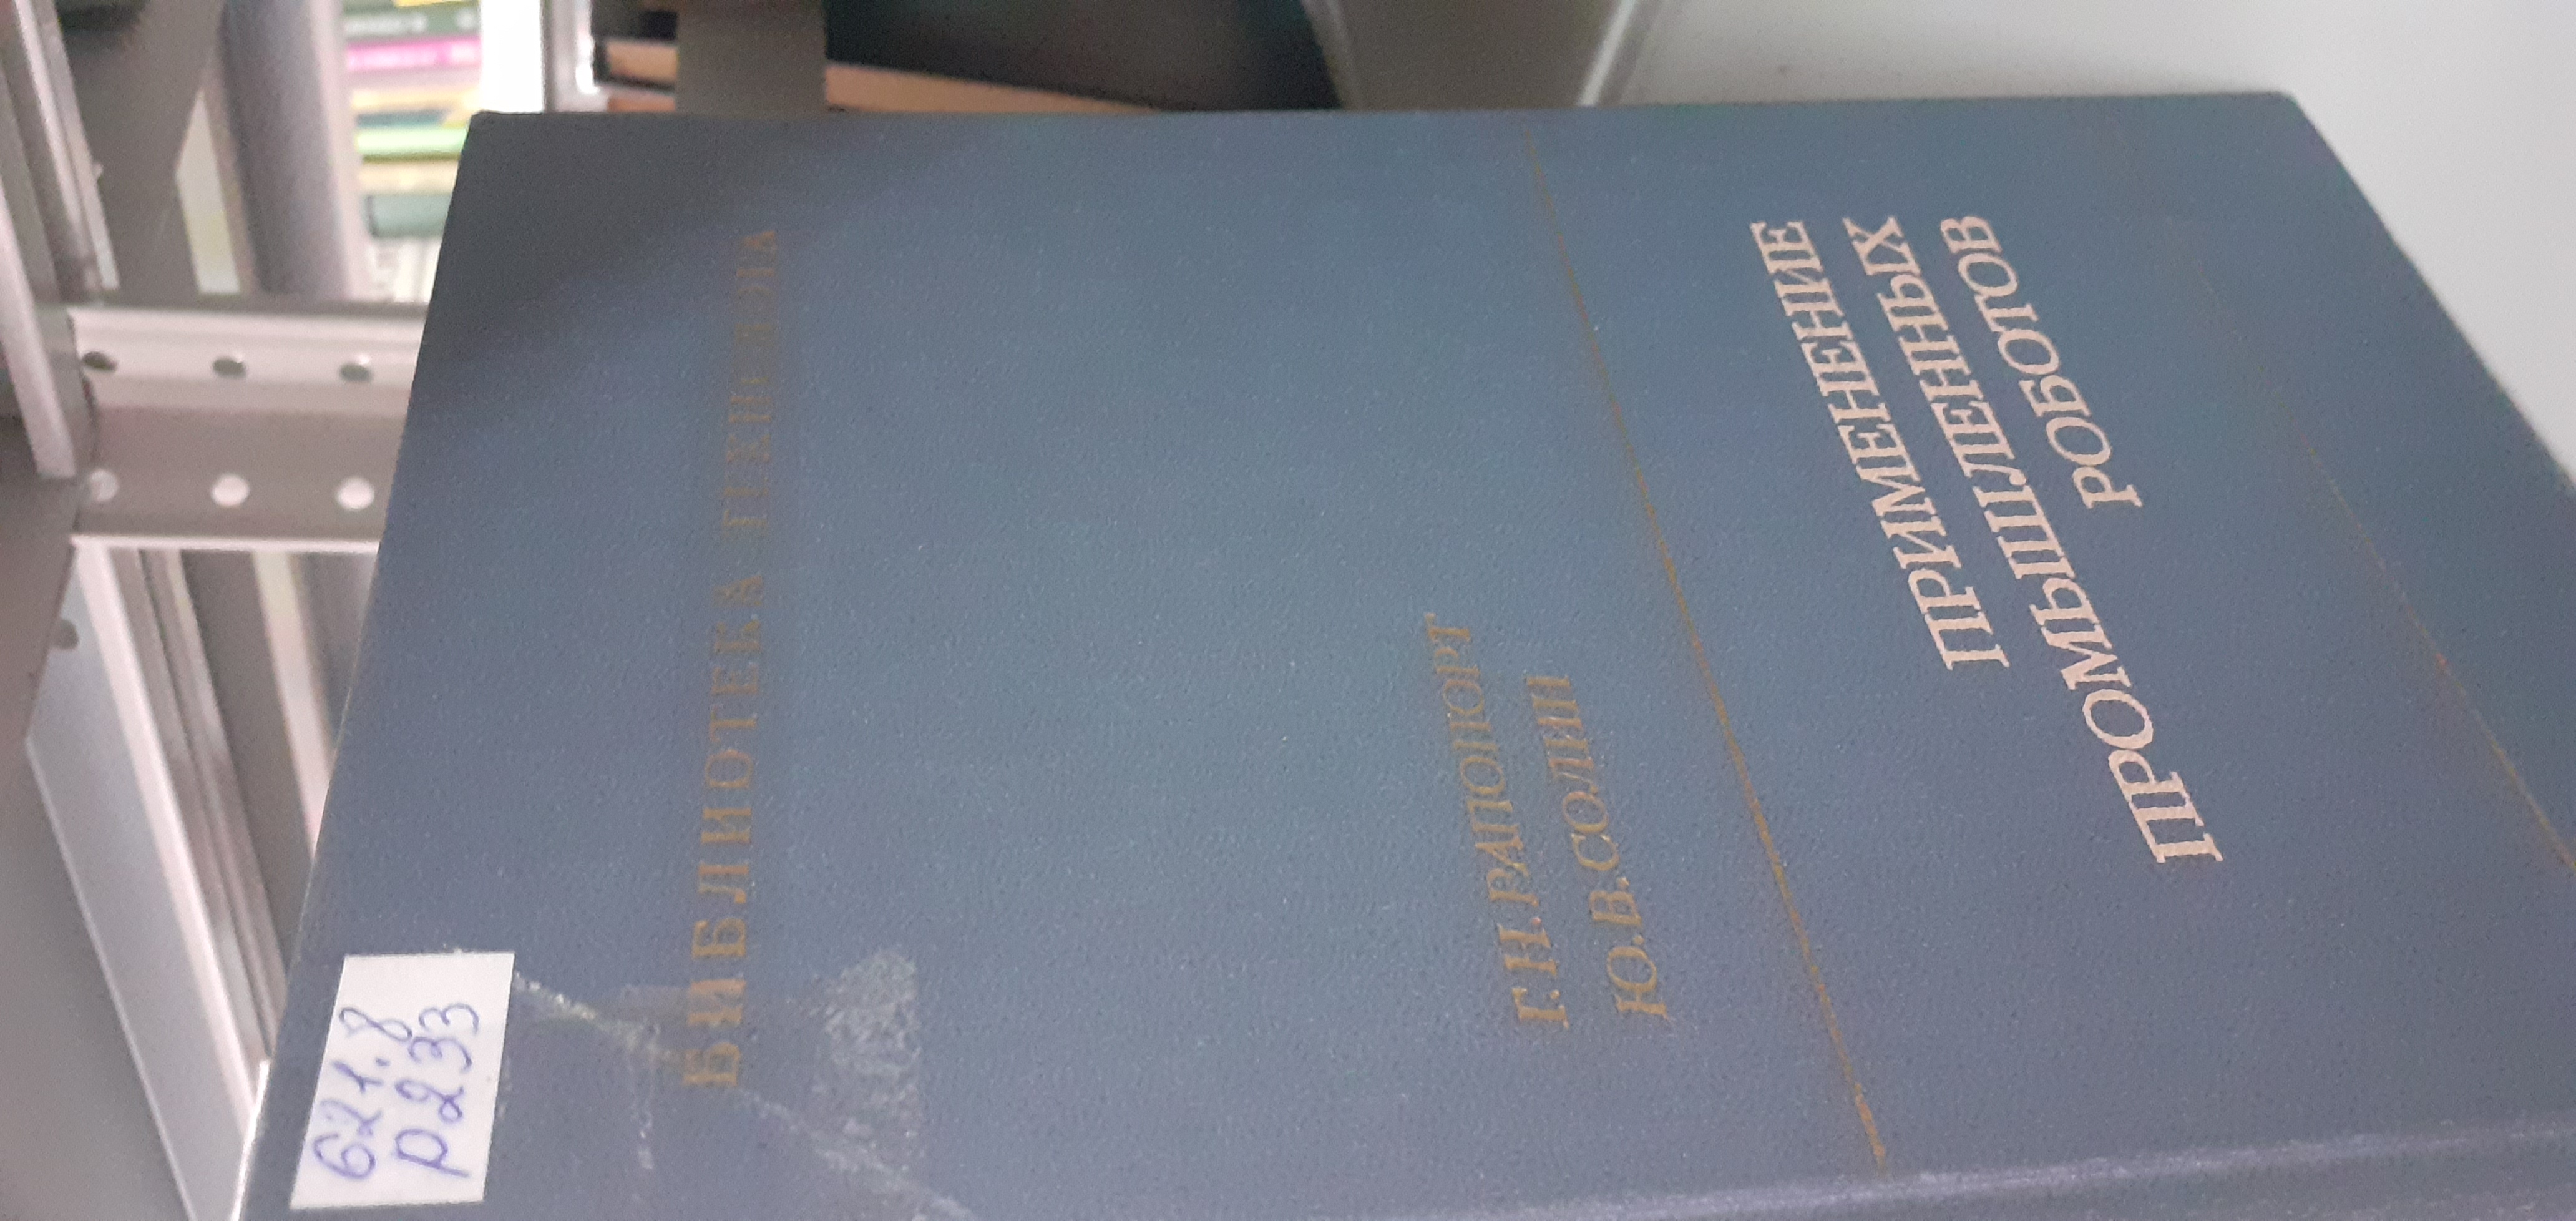 621.8
Р233
БИБЛИОТЕКА ТЕХНОЛОГА
Г.Н.РАПОПОРТ
Ю.В.СОЛИН
ПРИМЕНЕНИЕ
ПРОМЫШЛЕННЫХ
РОБОТОВ